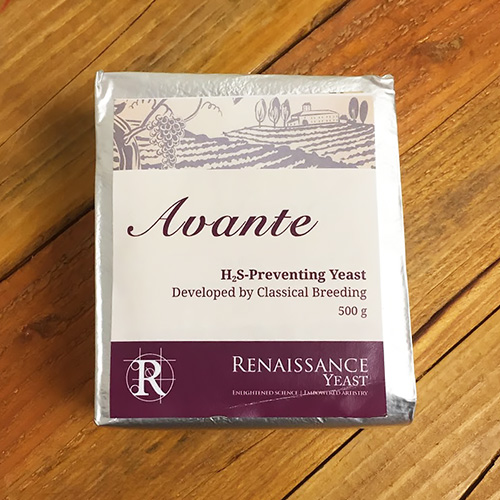 Avante
H₂S-Preventing Yeast
Developed by Classical Breeding
500 g
R
RENAISSANCE
YEAST
ENLIGHTENED SCIENCE | EMPOWERED ARTISTRY